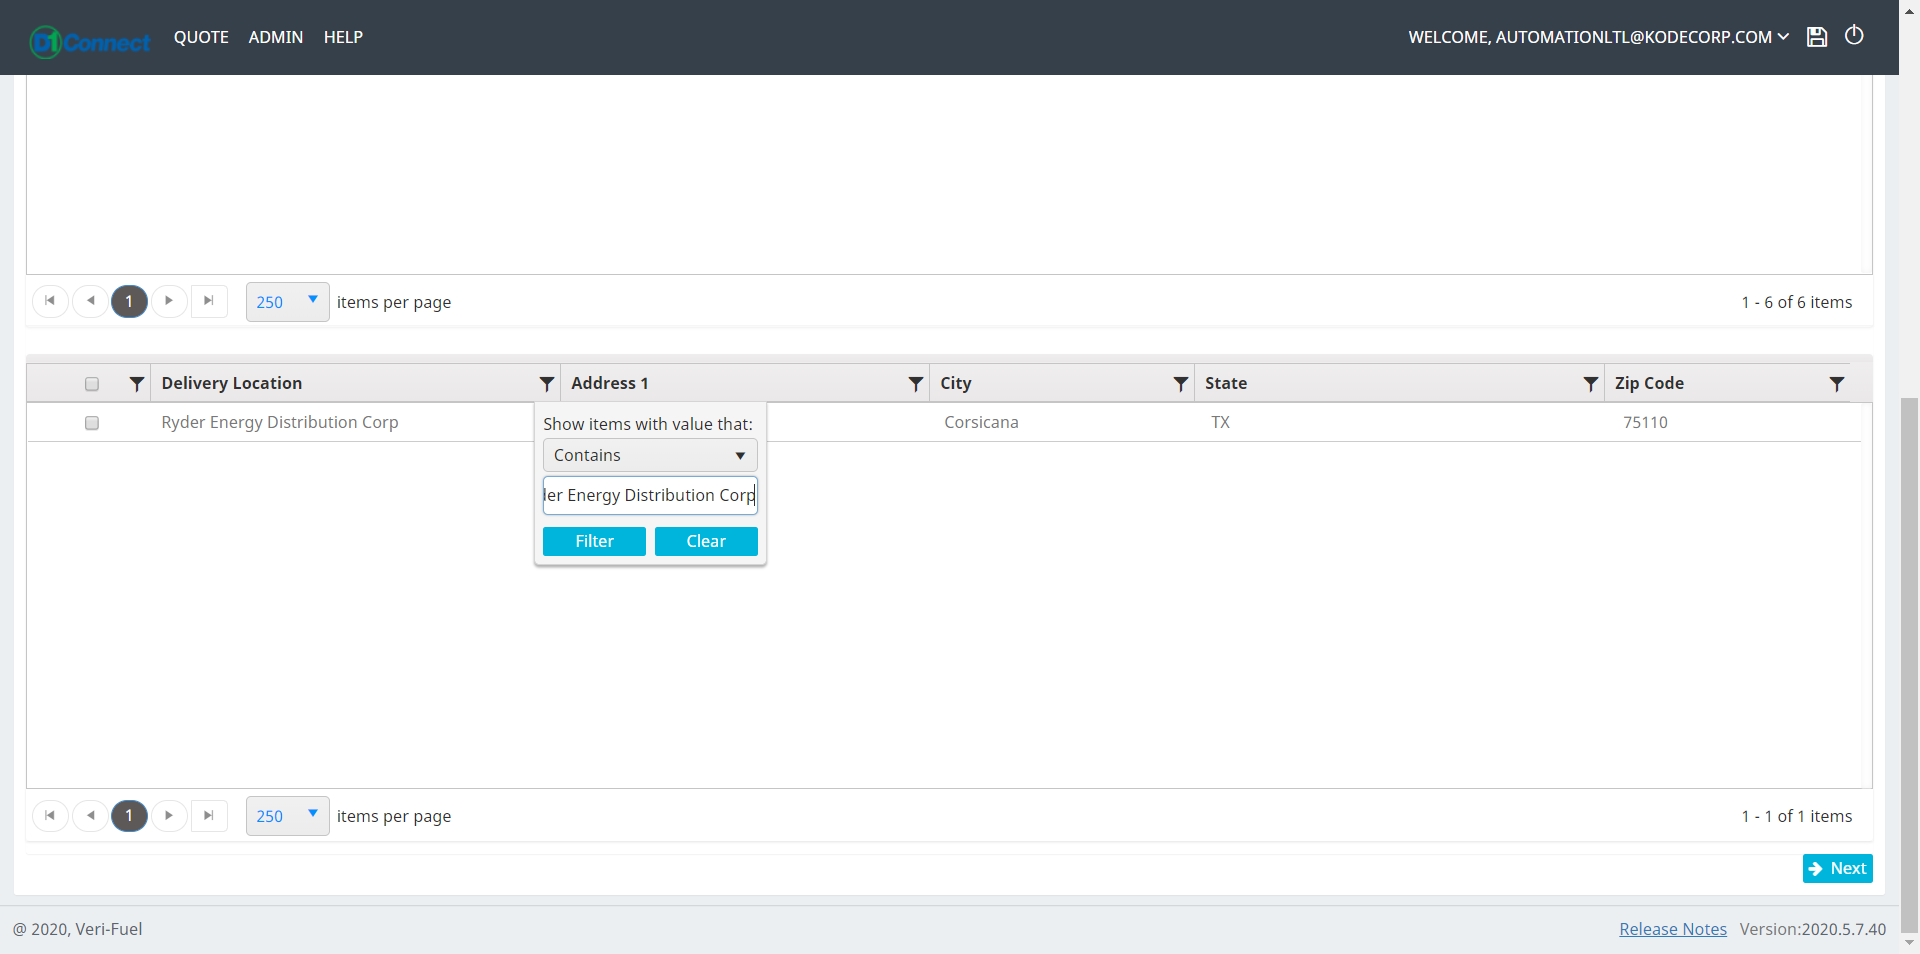 D1Connect QUOTE ADMIN HELP WELCOME, AUTOMATIONLTL@KODECORP.COM
1 250 items per page 1 - 6 of 6 items
Delivery Location Address 1 City State Zip Code
Ryder Energy Distribution Corp Corsicana TX 75110
Show items with value that:
Contains
der Energy Distribution Corp
Filter Clear
1 250 items per page 1 - 1 of 1 items
Next
@ 2020, Veri-Fuel Release Notes Version:2020.5.7.40